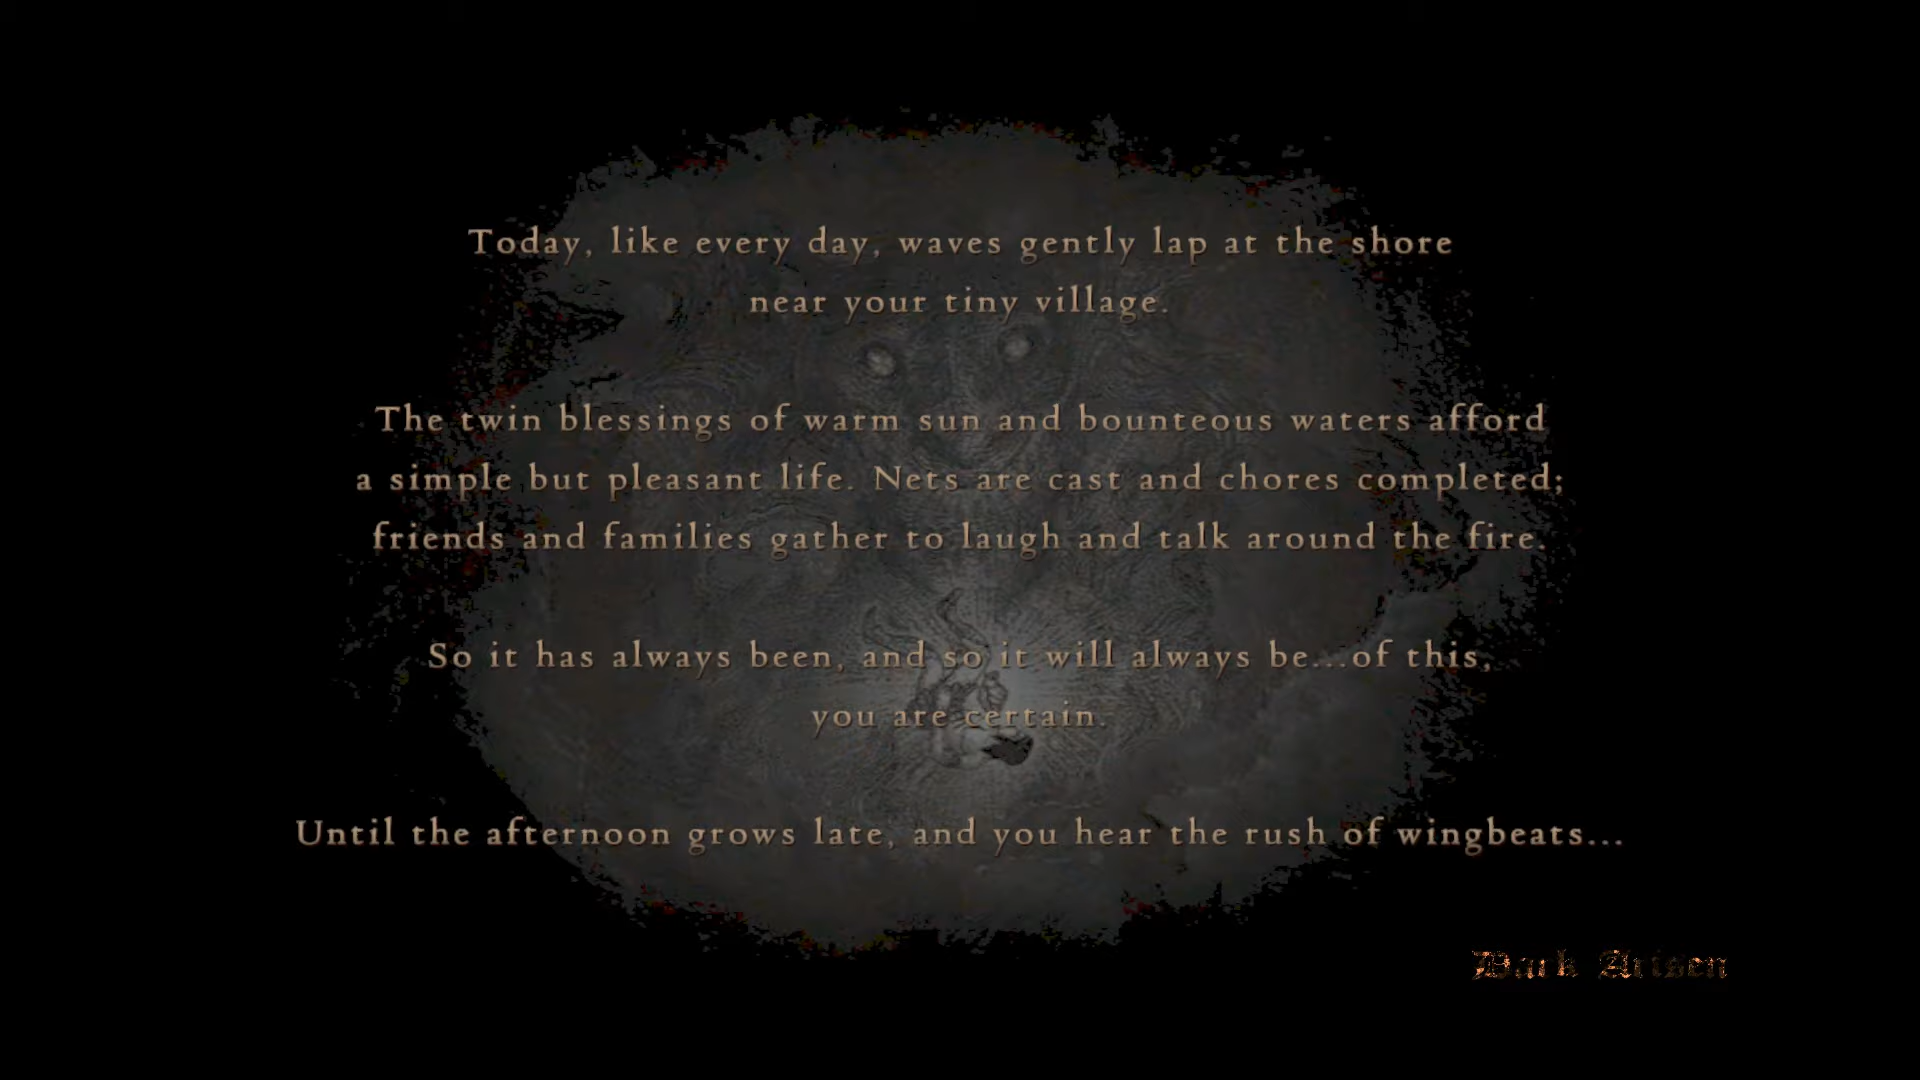 Today, like every day, waves gently lap at the shore
near your tiny village.
The twin blessings of warm sun and bounteous waters afford
a simple but pleasant life. Nets are cast and chores completed;
friends and families gather to laugh and talk around the fire.
So it has always been, and so it will always be...of this,
you are certain.
Until the afternoon grows late, and you hear the rush of wingbeats...
Dark Arisen